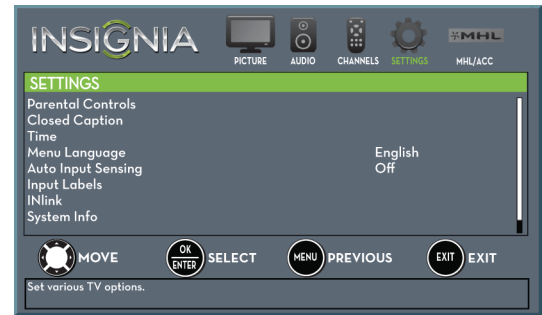 INSIGNIA
PICTURE AUDIO CHANNELS SETTINGS MHL MHL/ACC
SETTINGS
Parental Controls
Closed Caption
Time
Menu Language English
Auto Input Sensing Off
Input Labels
INlink
System Info
MOVE OK ENTER SELECT MENU PREVIOUS EXIT EXIT
Set various TV options.